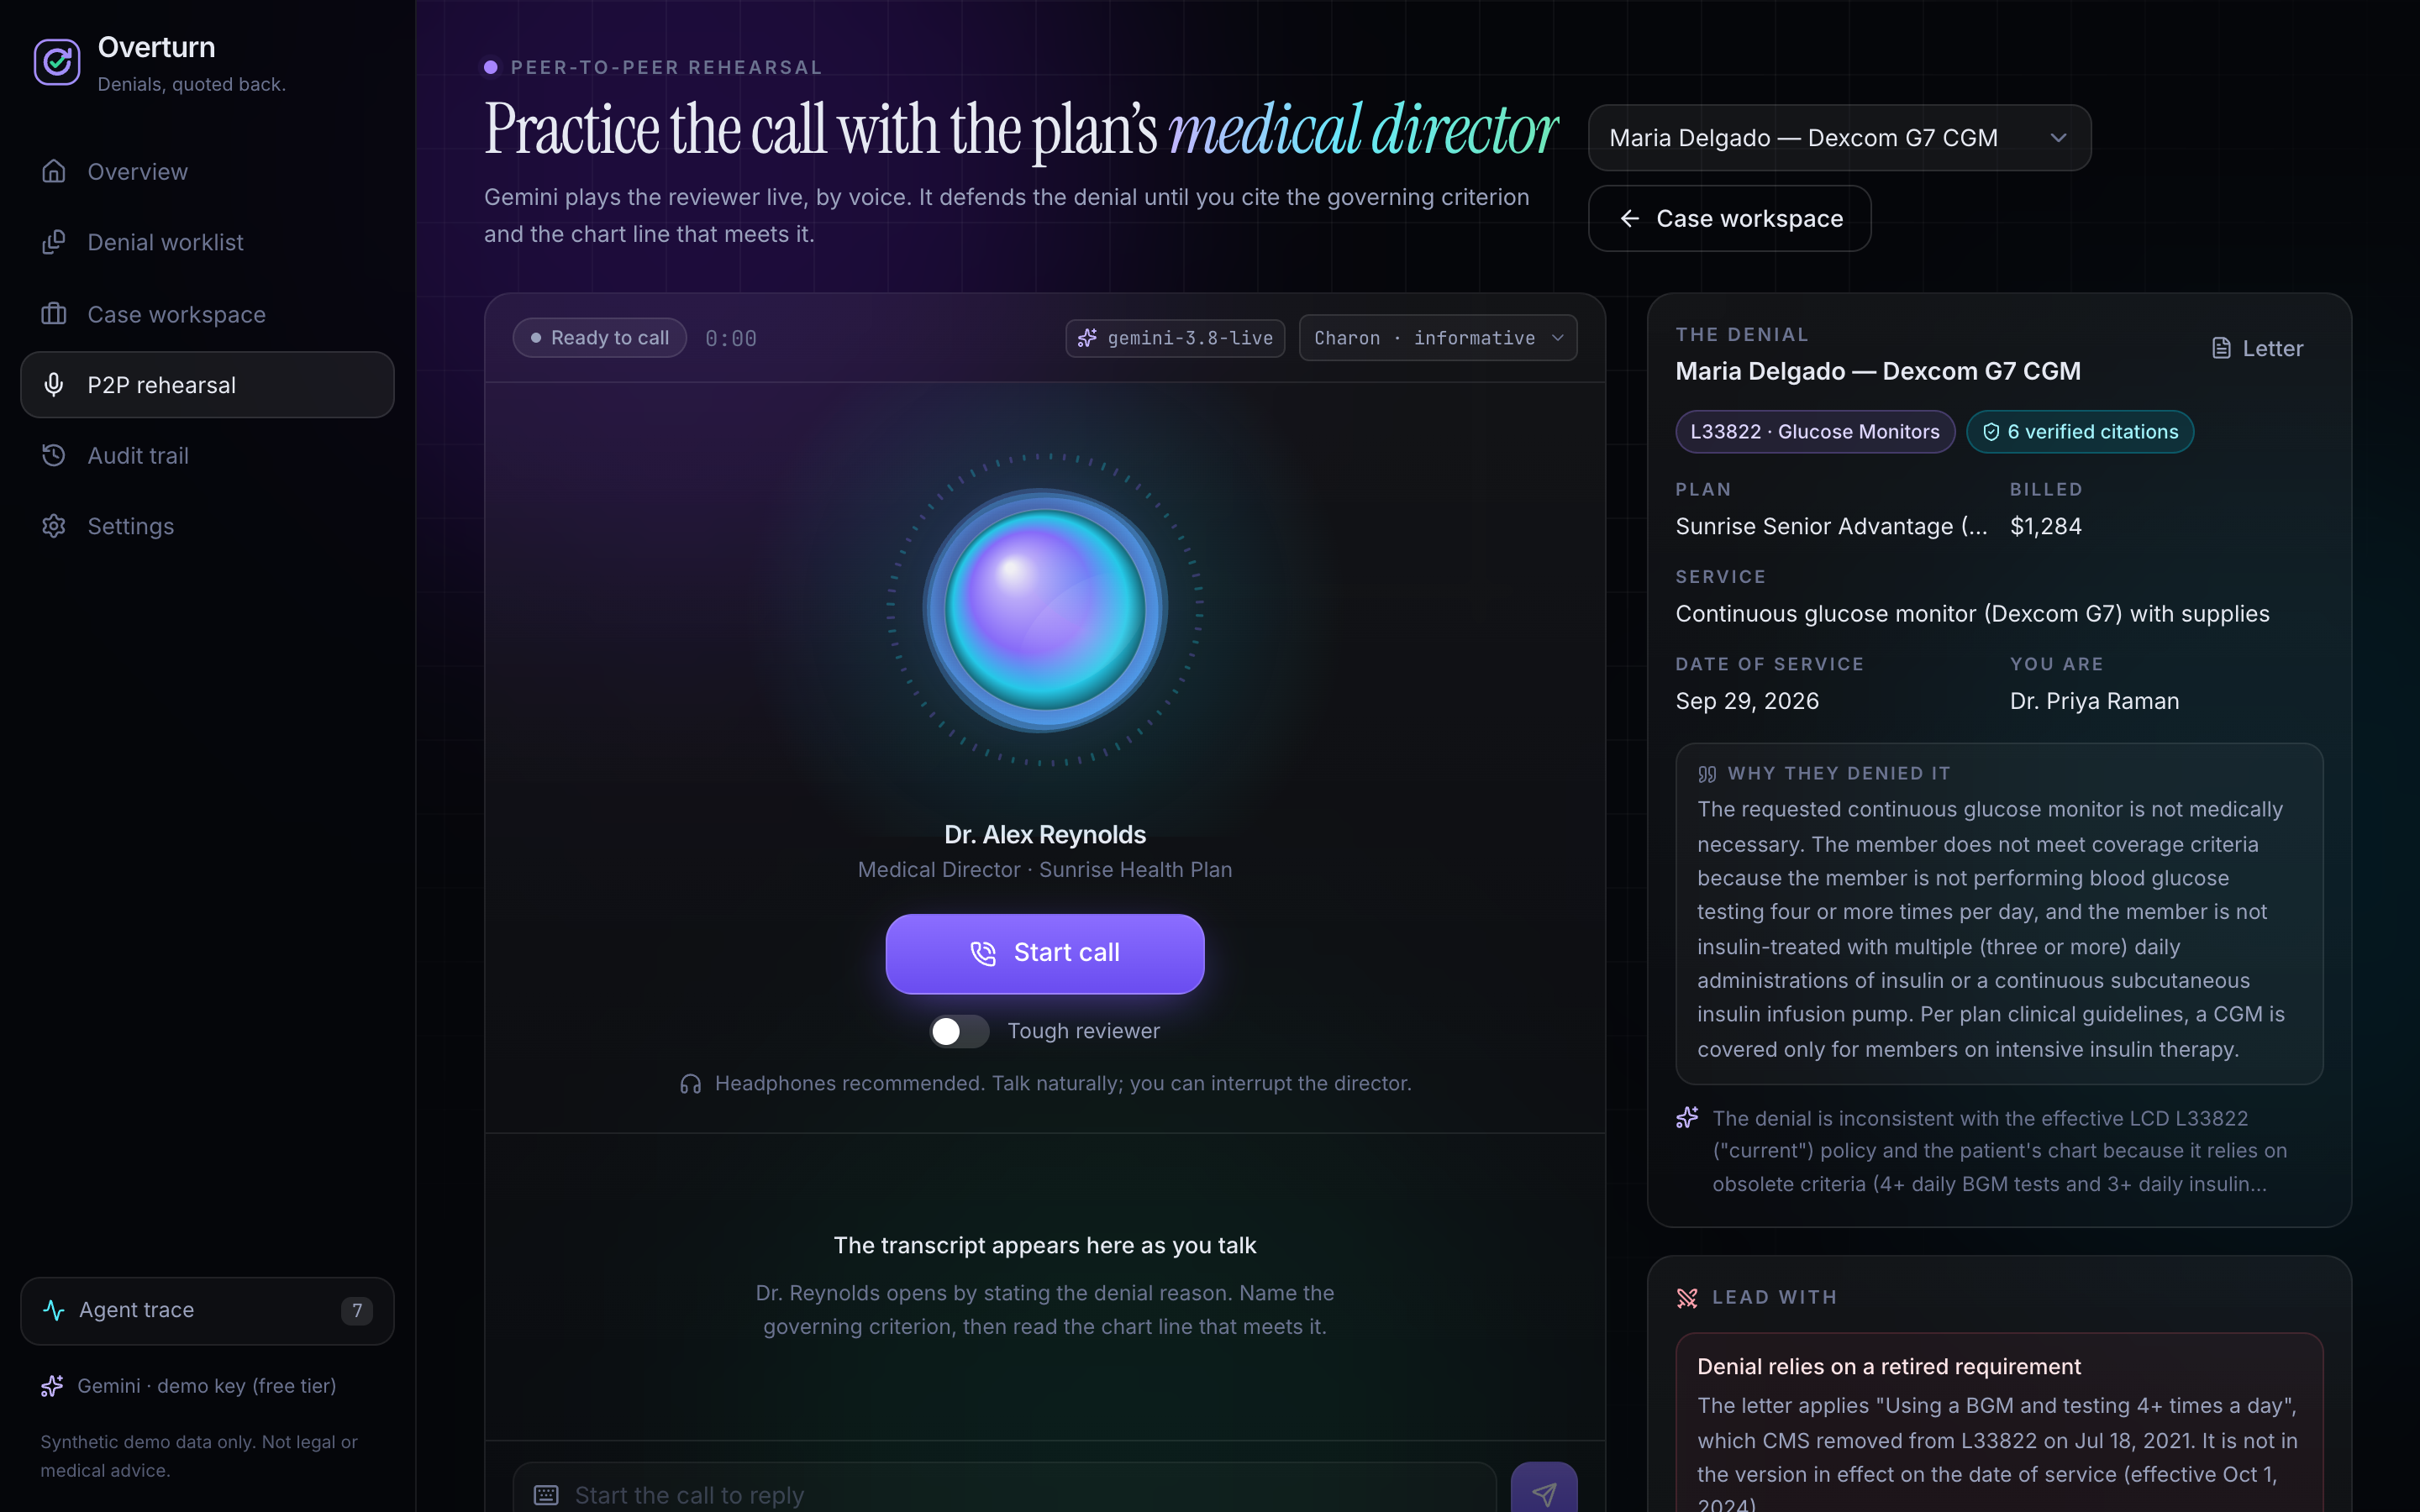 Overturn
Denials, quoted back.
Overview
Denial worklist
Case workspace
P2P rehearsal
Audit trail
Settings
Agent trace
7
Gemini · demo key (free tier)
Synthetic demo data only. Not legal or
medical advice.
PEER-TO-PEER REHEARSAL
Practice the call with the plan’s medical director
Gemini plays the reviewer live, by voice. It defends the denial until you cite the governing criterion
and the chart line that meets it.
Maria Delgado — Dexcom G7 CGM
Case workspace
Ready to call
0:00
gemini-3.8-live
Charon · informative
Dr. Alex Reynolds
Medical Director · Sunrise Health Plan
Start call
Tough reviewer
Headphones recommended. Talk naturally; you can interrupt the director.
The transcript appears here as you talk
Dr. Reynolds opens by stating the denial reason. Name the
governing criterion, then read the chart line that meets it.
Start the call to reply
THE DENIAL
Maria Delgado — Dexcom G7 CGM
Letter
L33822 · Glucose Monitors
6 verified citations
PLAN
BILLED
Sunrise Senior Advantage (...
$1,284
SERVICE
Continuous glucose monitor (Dexcom G7) with supplies
DATE OF SERVICE
YOU ARE
Sep 29, 2026
Dr. Priya Raman
WHY THEY DENIED IT
The requested continuous glucose monitor is not medically
necessary. The member does not meet coverage criteria
because the member is not performing blood glucose
testing four or more times per day, and the member is not
insulin-treated with multiple (three or more) daily
administrations of insulin or a continuous subcutaneous
insulin infusion pump. Per plan clinical guidelines, a CGM is
covered only for members on intensive insulin therapy.
The denial is inconsistent with the effective LCD L33822
("current") policy and the patient's chart because it relies on
obsolete criteria (4+ daily BGM tests and 3+ daily insulin...
LEAD WITH
Denial relies on a retired requirement
The letter applies "Using a BGM and testing 4+ times a day",
which CMS removed from L33822 on Jul 18, 2021. It is not in
the version in effect on the date of service (effective Oct 1,
2024)